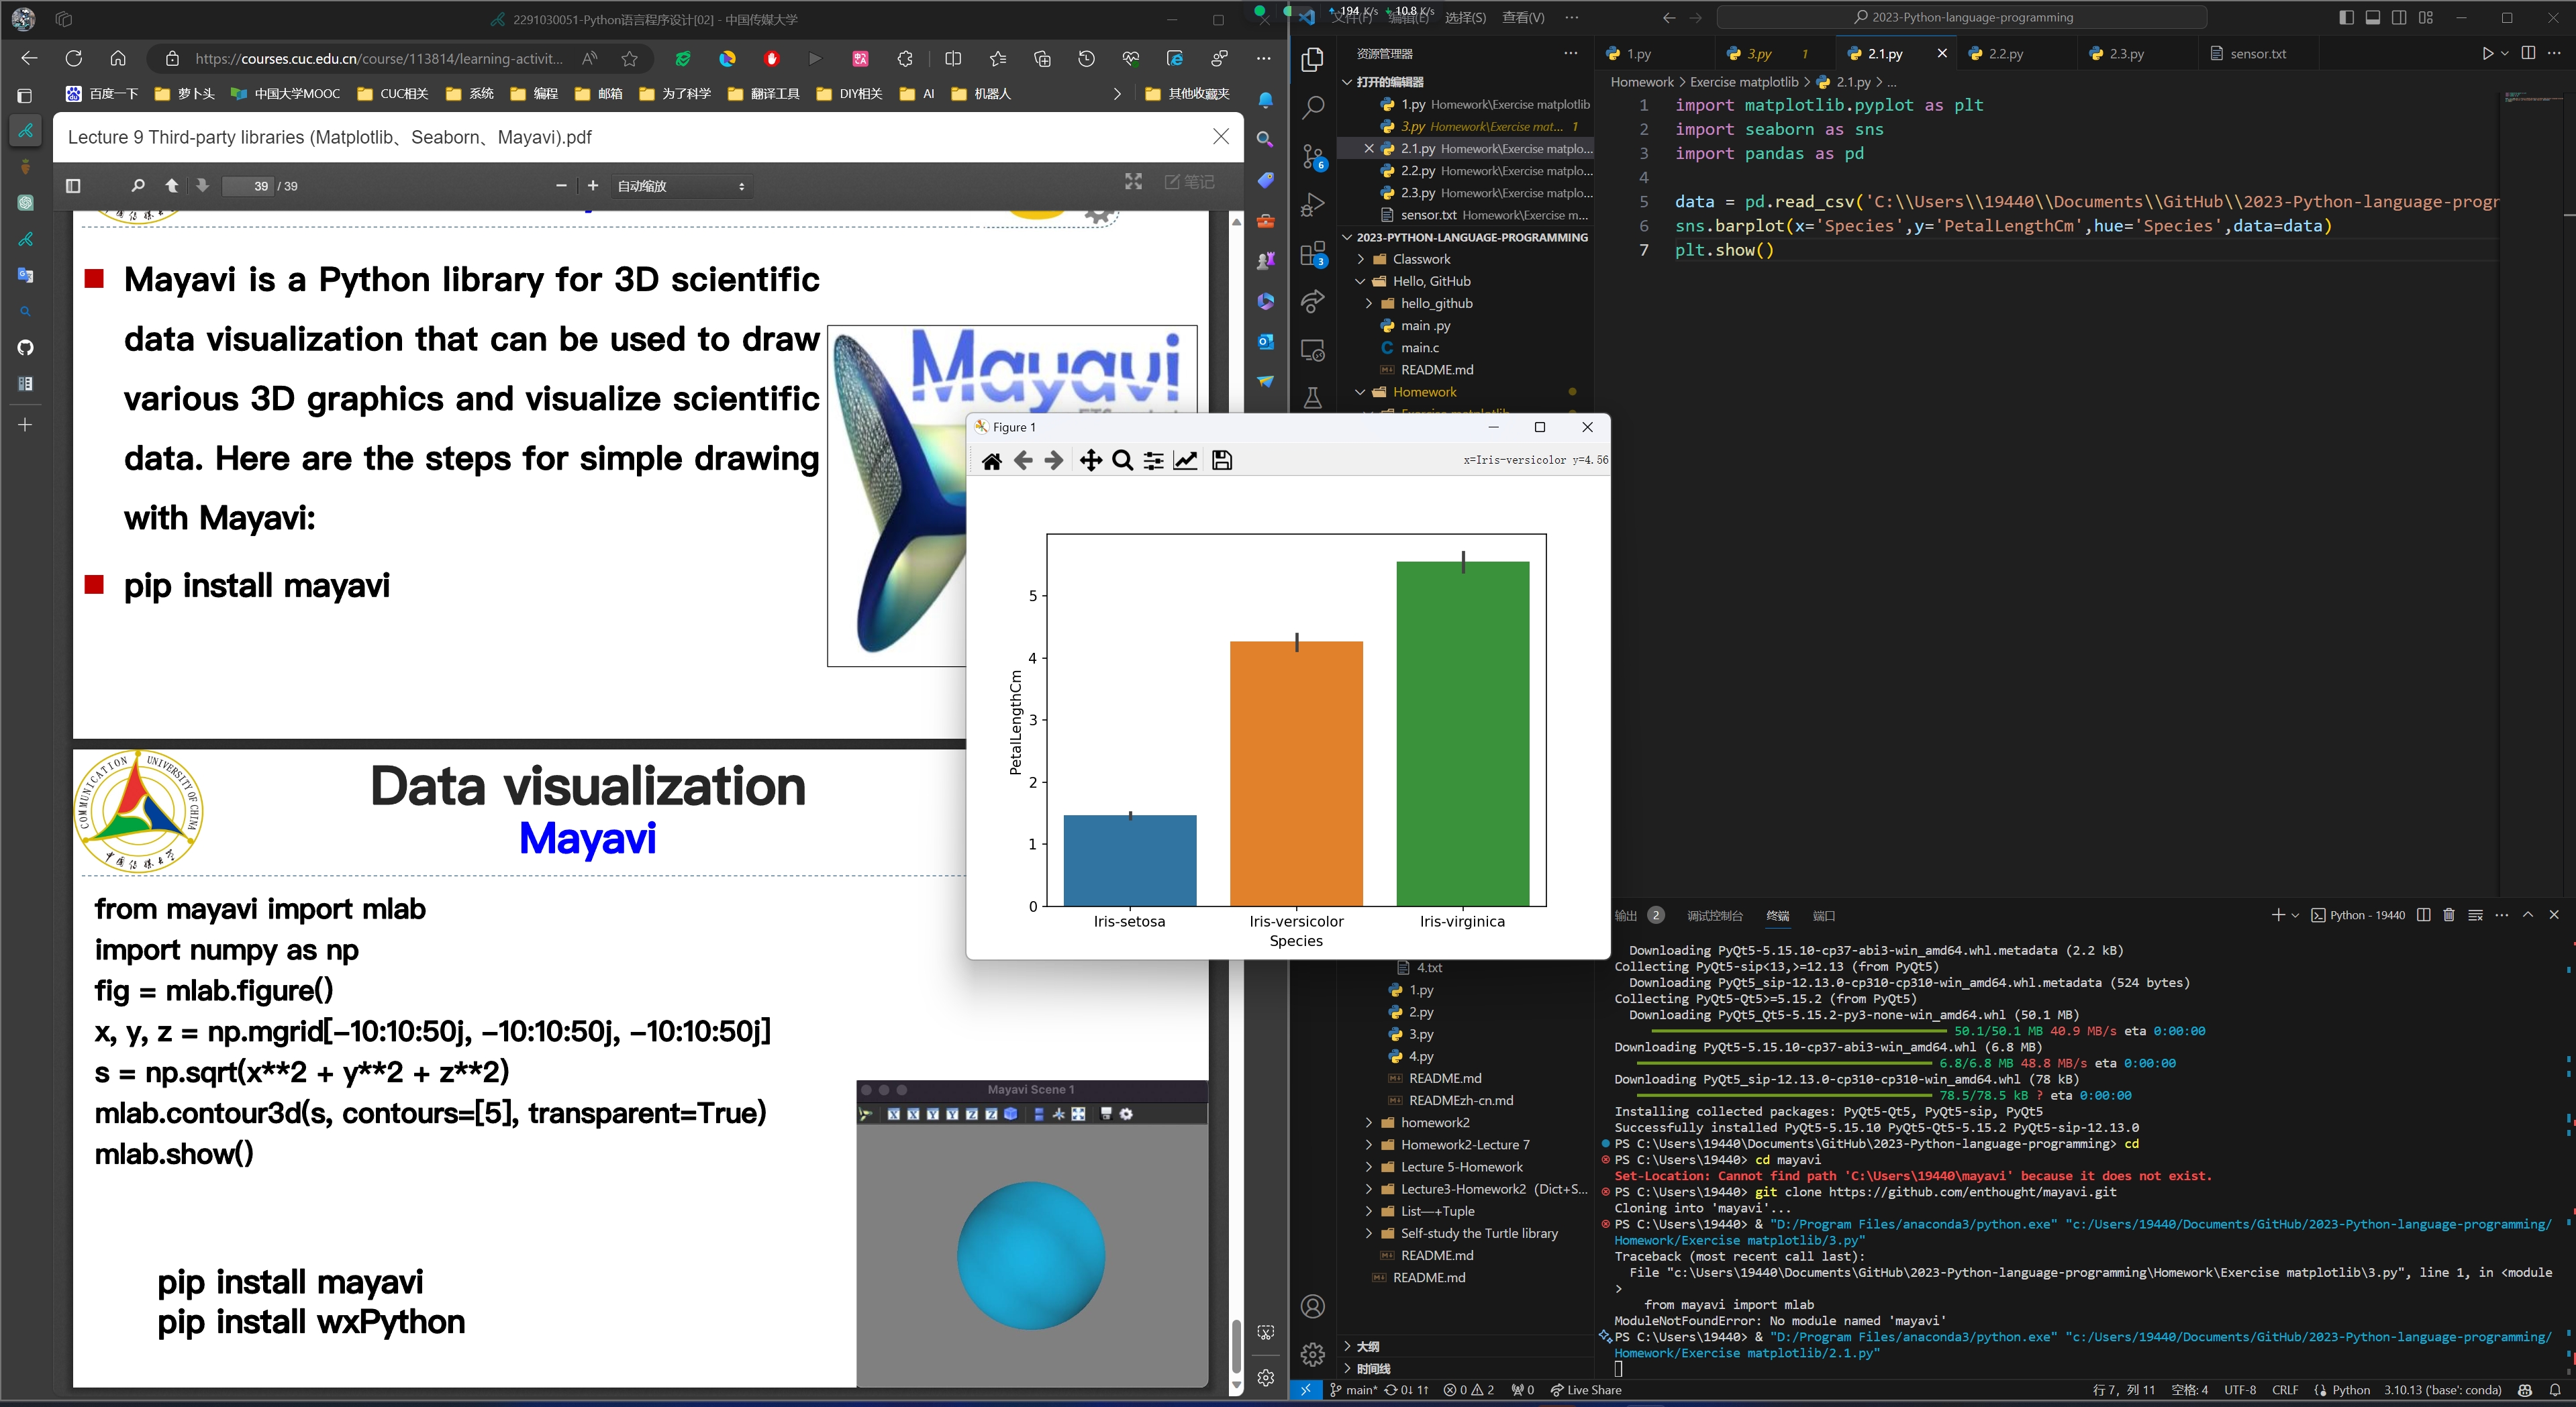 2291030051-Python语言程序设计[02] - 中国传媒大学
https://courses.cuc.edu.cn/course/113814/learning-activit...
百度一下 萝卜头 中国大学MOOC CUC相关 系统 编程 邮箱 为了科学 翻译工具 DIY相关 AI 机器人 其他收藏夹
Lecture 9 Third-party libraries (Matplotlib、Seaborn、Mayavi).pdf
39 / 39 自动缩放 笔记
Mayavi is a Python library for 3D scientific
data visualization that can be used to draw
various 3D graphics and visualize scientific
data. Here are the steps for simple drawing
with Mayavi:
pip install mayavi
Mayavi
COMMUNICATION UNIVERSITY OF CHINA
中国传媒大学
Data visualization
Mayavi
from mayavi import mlab
import numpy as np
fig = mlab.figure()
x, y, z = np.mgrid[-10:10:50j, -10:10:50j, -10:10:50j]
s = np.sqrt(x**2 + y**2 + z**2)
mlab.contour3d(s, contours=[5], transparent=True)
mlab.show()
pip install mayavi
pip install wxPython
Mayavi Scene 1
Figure 1
x=Iris-versicolor y=4.56
PetalLengthCm
5
4
3
2
1
0
Iris-setosa Iris-versicolor Iris-virginica
Species
194 K/s 10.8 K/s
文件(F) 编辑(E) 选择(S) 查看(V) ...
2023-Python-language-programming
资源管理器
打开的编辑器
1.py Homework\Exercise matplotlib
3.py Homework\Exercise mat... 1
2.1.py Homework\Exercise matplo...
2.2.py Homework\Exercise matplo...
2.3.py Homework\Exercise matplo...
sensor.txt Homework\Exercise m...
2023-PYTHON-LANGUAGE-PROGRAMMING
Classwork
Hello, GitHub
hello_github
main .py
main.c
README.md
Homework
Exercise matplotlib
4.txt
1.py
2.py
3.py
4.py
README.md
READMEzh-cn.md
homework2
Homework2-Lecture 7
Lecture 5-Homework
Lecture3-Homework2 (Dict+S...
List—+Tuple
Self-study the Turtle library
README.md
README.md
大纲
时间线
6
3
1.py 3.py 1 2.1.py 2.2.py 2.3.py sensor.txt
Homework > Exercise matplotlib > 2.1.py > ...
1 import matplotlib.pyplot as plt
2 import seaborn as sns
3 import pandas as pd
4
5 data = pd.read_csv('C:\\Users\\19440\\Documents\\GitHub\\2023-Python-language-progr
6 sns.barplot(x='Species',y='PetalLengthCm',hue='Species',data=data)
7 plt.show()
输出 2 调试控制台 终端 端口 Python - 19440
Downloading PyQt5-5.15.10-cp37-abi3-win_amd64.whl.metadata (2.2 kB)
Collecting PyQt5-sip<13,>=12.13 (from PyQt5)
Downloading PyQt5_sip-12.13.0-cp310-cp310-win_amd64.whl.metadata (524 bytes)
Collecting PyQt5-Qt5>=5.15.2 (from PyQt5)
Downloading PyQt5_Qt5-5.15.2-py3-none-win_amd64.whl (50.1 MB)
50.1/50.1 MB 40.9 MB/s eta 0:00:00
Downloading PyQt5-5.15.10-cp37-abi3-win_amd64.whl (6.8 MB)
6.8/6.8 MB 48.8 MB/s eta 0:00:00
Downloading PyQt5_sip-12.13.0-cp310-cp310-win_amd64.whl (78 kB)
78.5/78.5 kB ? eta 0:00:00
Installing collected packages: PyQt5-Qt5, PyQt5-sip, PyQt5
Successfully installed PyQt5-5.15.10 PyQt5-Qt5-5.15.2 PyQt5-sip-12.13.0
PS C:\Users\19440\Documents\GitHub\2023-Python-language-programming> cd
PS C:\Users\19440> cd mayavi
Set-Location: Cannot find path 'C:\Users\19440\mayavi' because it does not exist.
PS C:\Users\19440> git clone https://github.com/enthought/mayavi.git
Cloning into 'mayavi'...
PS C:\Users\19440> & "D:/Program Files/anaconda3/python.exe" "c:/Users/19440/Documents/GitHub/2023-Python-language-programming/
Homework/Exercise matplotlib/3.py"
Traceback (most recent call last):
File "c:\Users\19440\Documents\GitHub\2023-Python-language-programming\Homework\Exercise matplotlib\3.py", line 1, in <module
>
from mayavi import mlab
ModuleNotFoundError: No module named 'mayavi'
PS C:\Users\19440> & "D:/Program Files/anaconda3/python.exe" "c:/Users/19440/Documents/GitHub/2023-Python-language-programming/
Homework/Exercise matplotlib/2.1.py"
main* 0↓ 1↑ 0 2 0 Live Share 行 7，列 11 空格: 4 UTF-8 CRLF Python 3.10.13 ('base': conda)